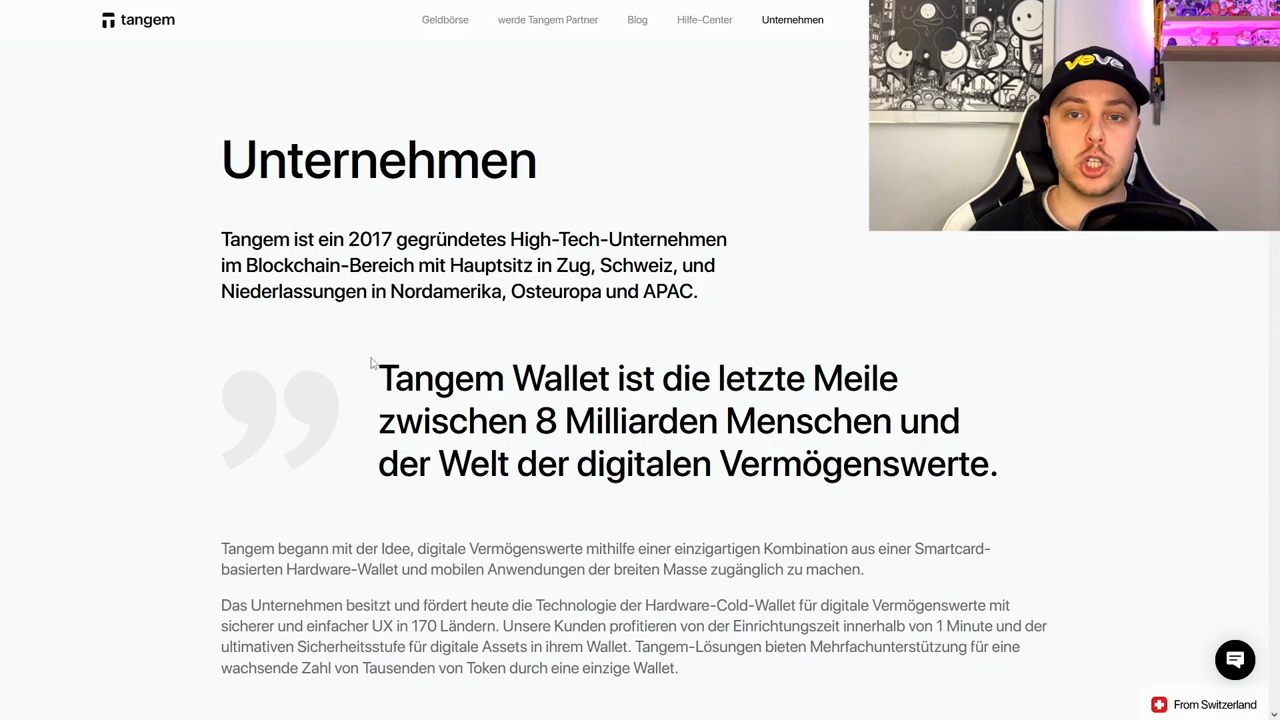 tangem
Geldbörse
werde Tangem Partner
Blog
Hilfe-Center
Unternehmen
VEVE
Unternehmen
Tangem ist ein 2017 gegründetes High-Tech-Unternehmen
im Blockchain-Bereich mit Hauptsitz in Zug, Schweiz, und
Niederlassungen in Nordamerika, Osteuropa und APAC.
Tangem Wallet ist die letzte Meile
zwischen 8 Milliarden Menschen und
der Welt der digitalen Vermögenswerte.
Tangem begann mit der Idee, digitale Vermögenswerte mithilfe einer einzigartigen Kombination aus einer Smartcard-
basierten Hardware-Wallet und mobilen Anwendungen der breiten Masse zugänglich zu machen.
Das Unternehmen besitzt und fördert heute die Technologie der Hardware-Cold-Wallet für digitale Vermögenswerte mit
sicherer und einfacher UX in 170 Ländern. Unsere Kunden profitieren von der Einrichtungszeit innerhalb von 1 Minute und der
ultimativen Sicherheitsstufe für digitale Assets in ihrem Wallet. Tangem-Lösungen bieten Mehrfachunterstützung für eine
wachsende Zahl von Tausenden von Token durch eine einzige Wallet.
From Switzerland